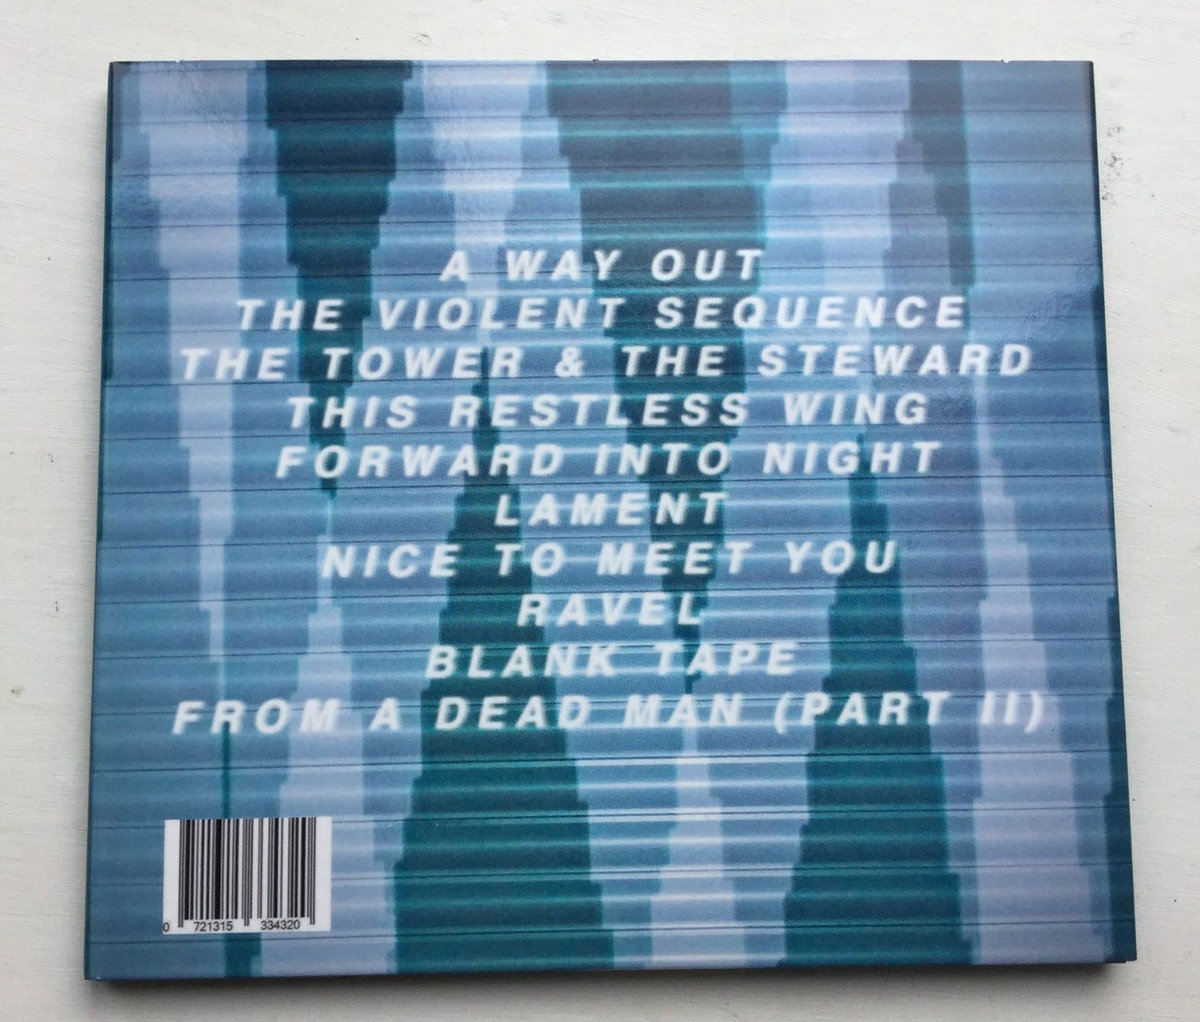 A WAY OUT
THE VIOLENT SEQUENCE
THE TOWER & THE STEWARD
THIS RESTLESS WING
FORWARD INTO NIGHT
LAMENT
NICE TO MEET YOU
RAVEL
BLANK TAPE
FROM A DEAD MAN (PART II)
0 721315 334320